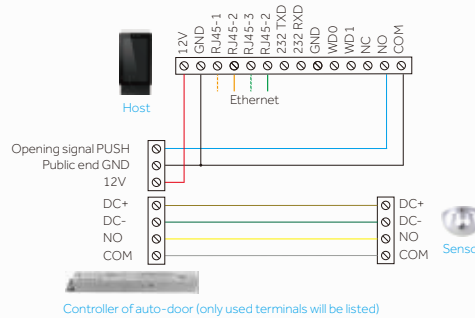 12V
GND
RJ45-1
RJ45-2
RJ45-3
RJ45-2
232 TXD
232 RXD
GND
WD0
WD1
NC
NO
COM
Host
Ethernet
Opening signal PUSH
Public end GND
12V
DC+
DC-
NO
COM
DC+
DC-
NO
COM
Senso
Controller of auto-door (only used terminals will be listed)